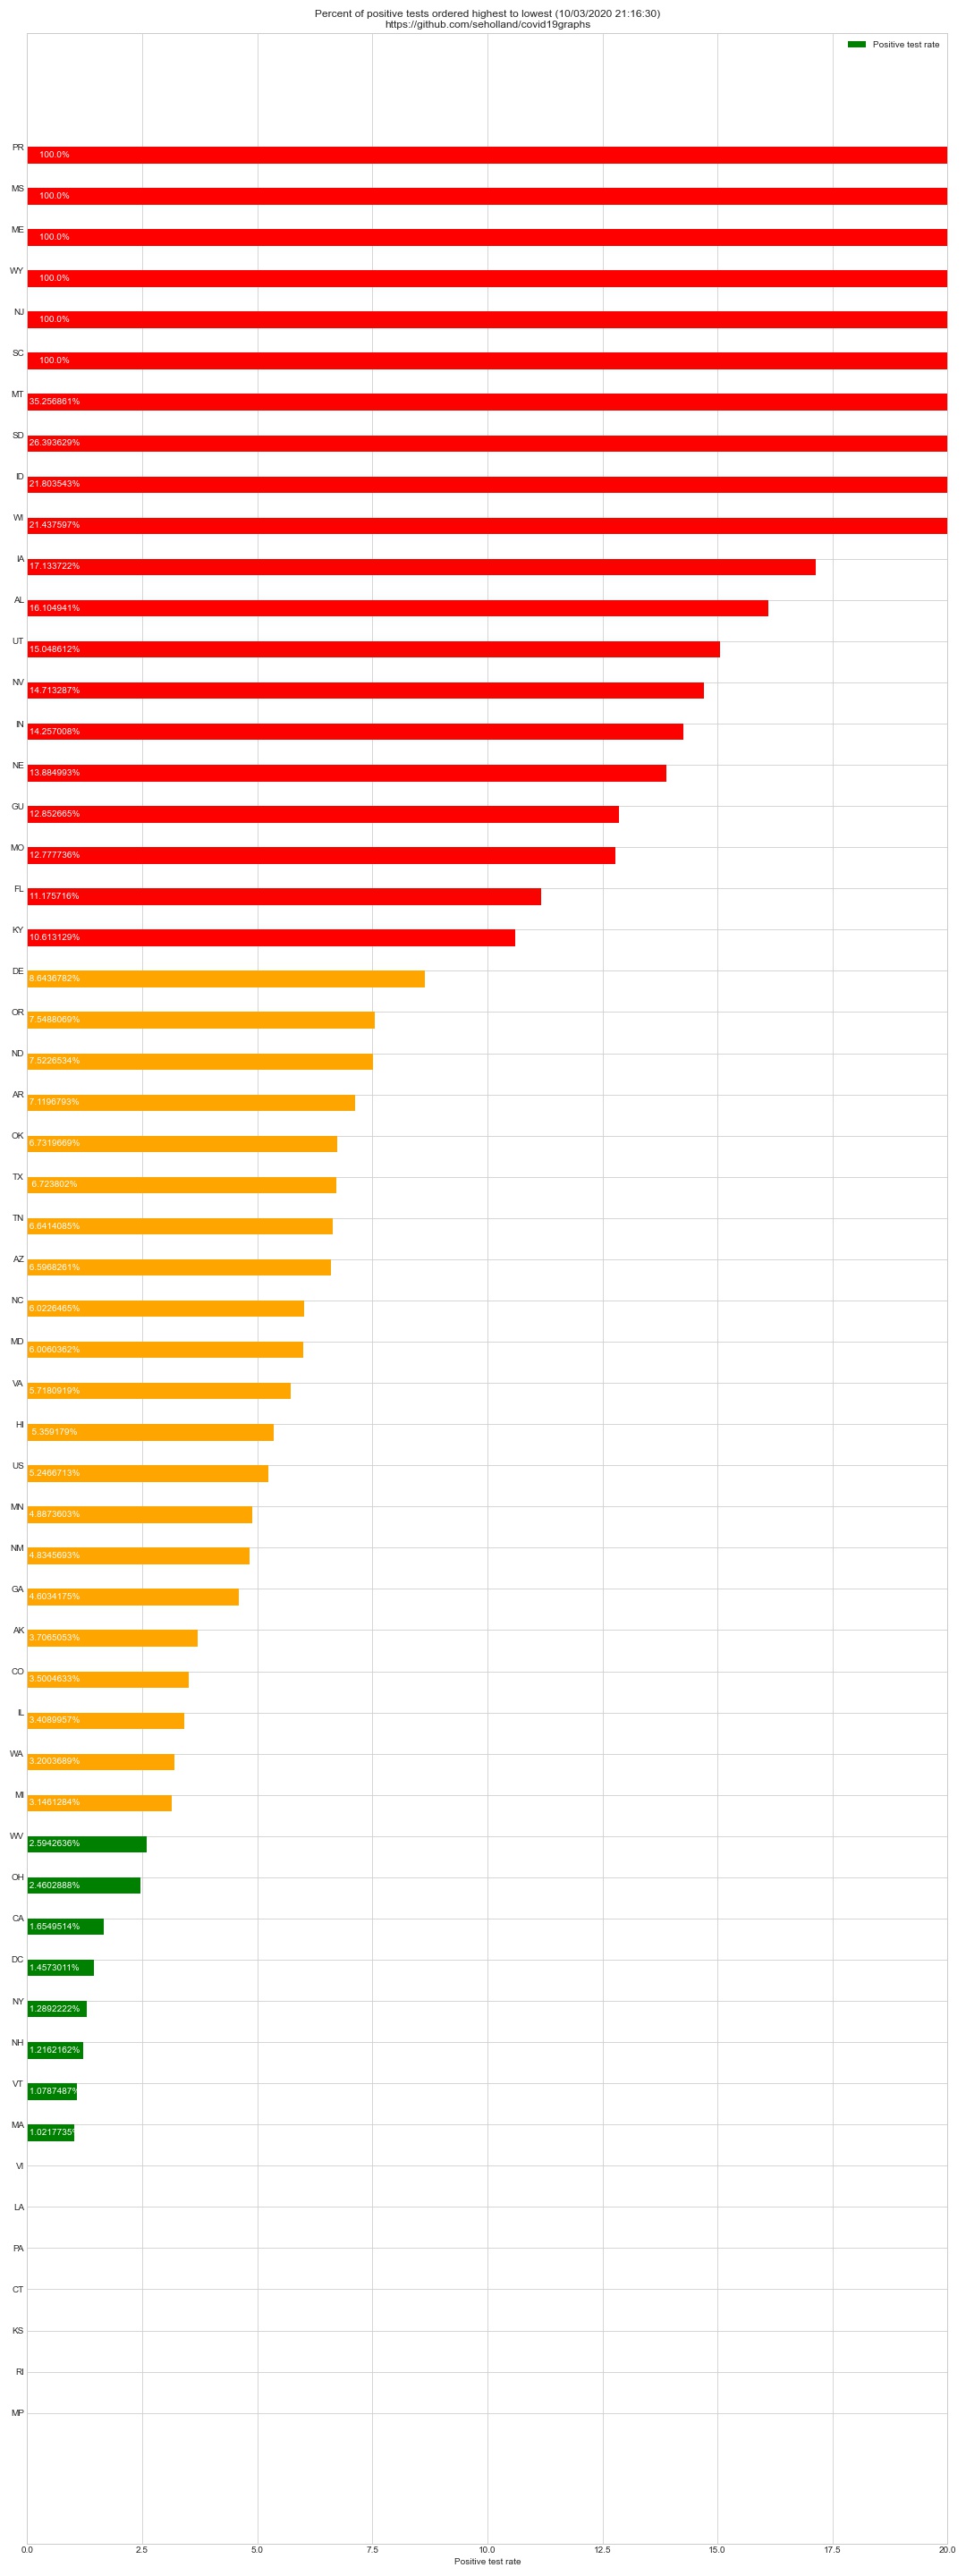 Percent of positive tests ordered highest to lowest (10/03/2020 21:16:30)
https://github.com/seholland/covid19graphs
Positive test rate
PR 100.0%
MS 100.0%
ME 100.0%
WY 100.0%
NJ 100.0%
SC 100.0%
MT 35.256861%
SD 26.393629%
ID 21.803543%
WI 21.437597%
IA 17.133722%
AL 16.104941%
UT 15.048612%
NV 14.713287%
IN 14.257008%
NE 13.884993%
GU 12.852665%
MO 12.777736%
FL 11.175716%
KY 10.613129%
DE 8.6436782%
OR 7.5488069%
ND 7.5226534%
AR 7.1196793%
OK 6.7319669%
TX 6.723802%
TN 6.6414085%
AZ 6.5968261%
NC 6.0226465%
MD 6.0060362%
VA 5.7180919%
HI 5.359179%
US 5.2466713%
MN 4.8873603%
NM 4.8345693%
GA 4.6034175%
AK 3.7065053%
CO 3.5004633%
IL 3.4089957%
WA 3.2003689%
MI 3.1461284%
WV 2.5942636%
OH 2.4602888%
CA 1.6549514%
DC 1.4573011%
NY 1.2892222%
NH 1.2162162%
VT 1.0787487%
MA 1.0217735%
VI
LA
PA
CT
KS
RI
MP
0.0 2.5 5.0 7.5 10.0 12.5 15.0 17.5 20.0
Positive test rate